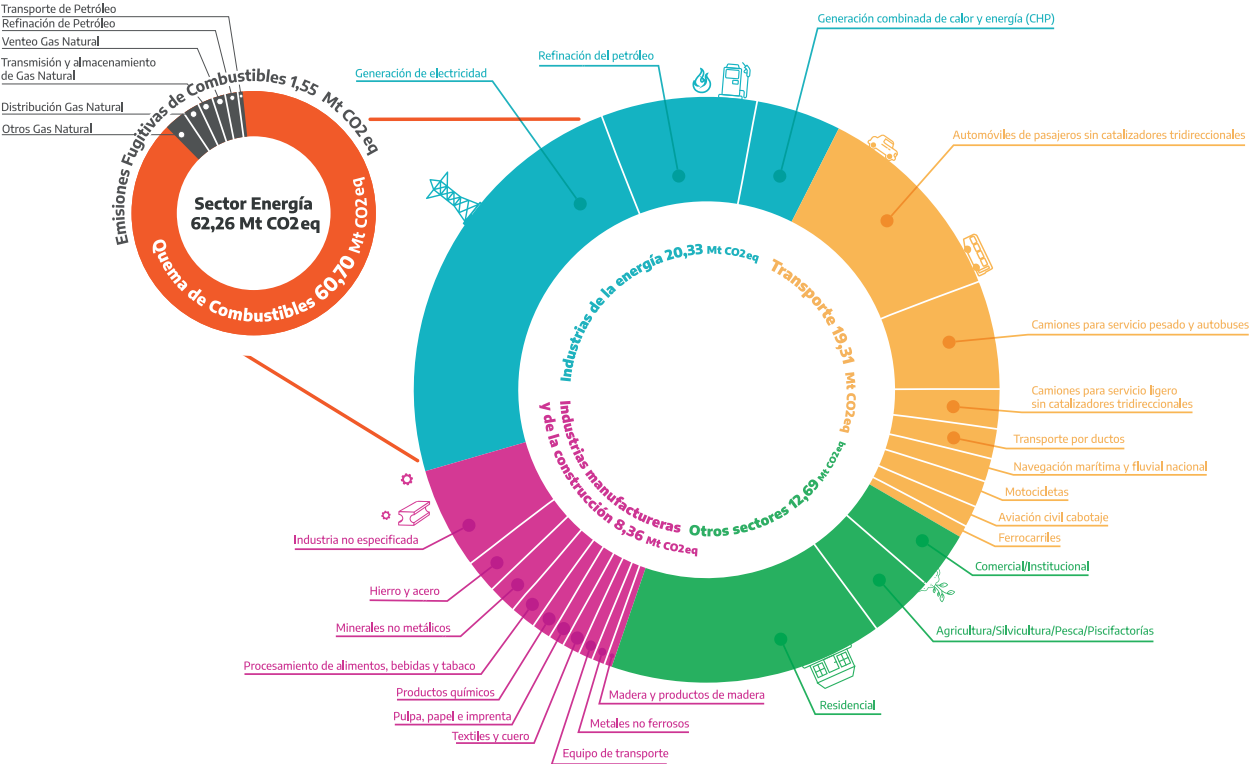 Transporte de Petróleo
Refinación de Petróleo
Venteo Gas Natural
Transmisión y almacenamiento
de Gas Natural
Distribución Gas Natural
Otros Gas Natural
Emisiones Fugitivas de Combustibles 1,55 Mt CO2 eq
Sector Energía
62,26 Mt CO2eq
Quema de Combustibles 60,70 Mt CO2 eq
Generación de electricidad
Refinación del petróleo
Generación combinada de calor y energía (CHP)
Automóviles de pasajeros sin catalizadores tridireccionales
Camiones para servicio pesado y autobuses
Camiones para servicio ligero
sin catalizadores tridireccionales
Transporte por ductos
Navegación marítima y fluvial nacional
Motocicletas
Aviación civil cabotaje
Ferrocarriles
Comercial/Institucional
Agricultura/Silvicultura/Pesca/Piscifactorías
Residencial
Industrias de la energía 20,33 Mt CO2eq
Transporte 19,31 Mt CO2eq
Industrias manufactureras
y de la construcción 8,36 Mt CO2eq
Otros sectores 12,69 Mt CO2eq
Industria no especificada
Hierro y acero
Minerales no metálicos
Procesamiento de alimentos, bebidas y tabaco
Productos químicos
Pulpa, papel e imprenta
Textiles y cuero
Equipo de transporte
Metales no ferrosos
Madera y productos de madera